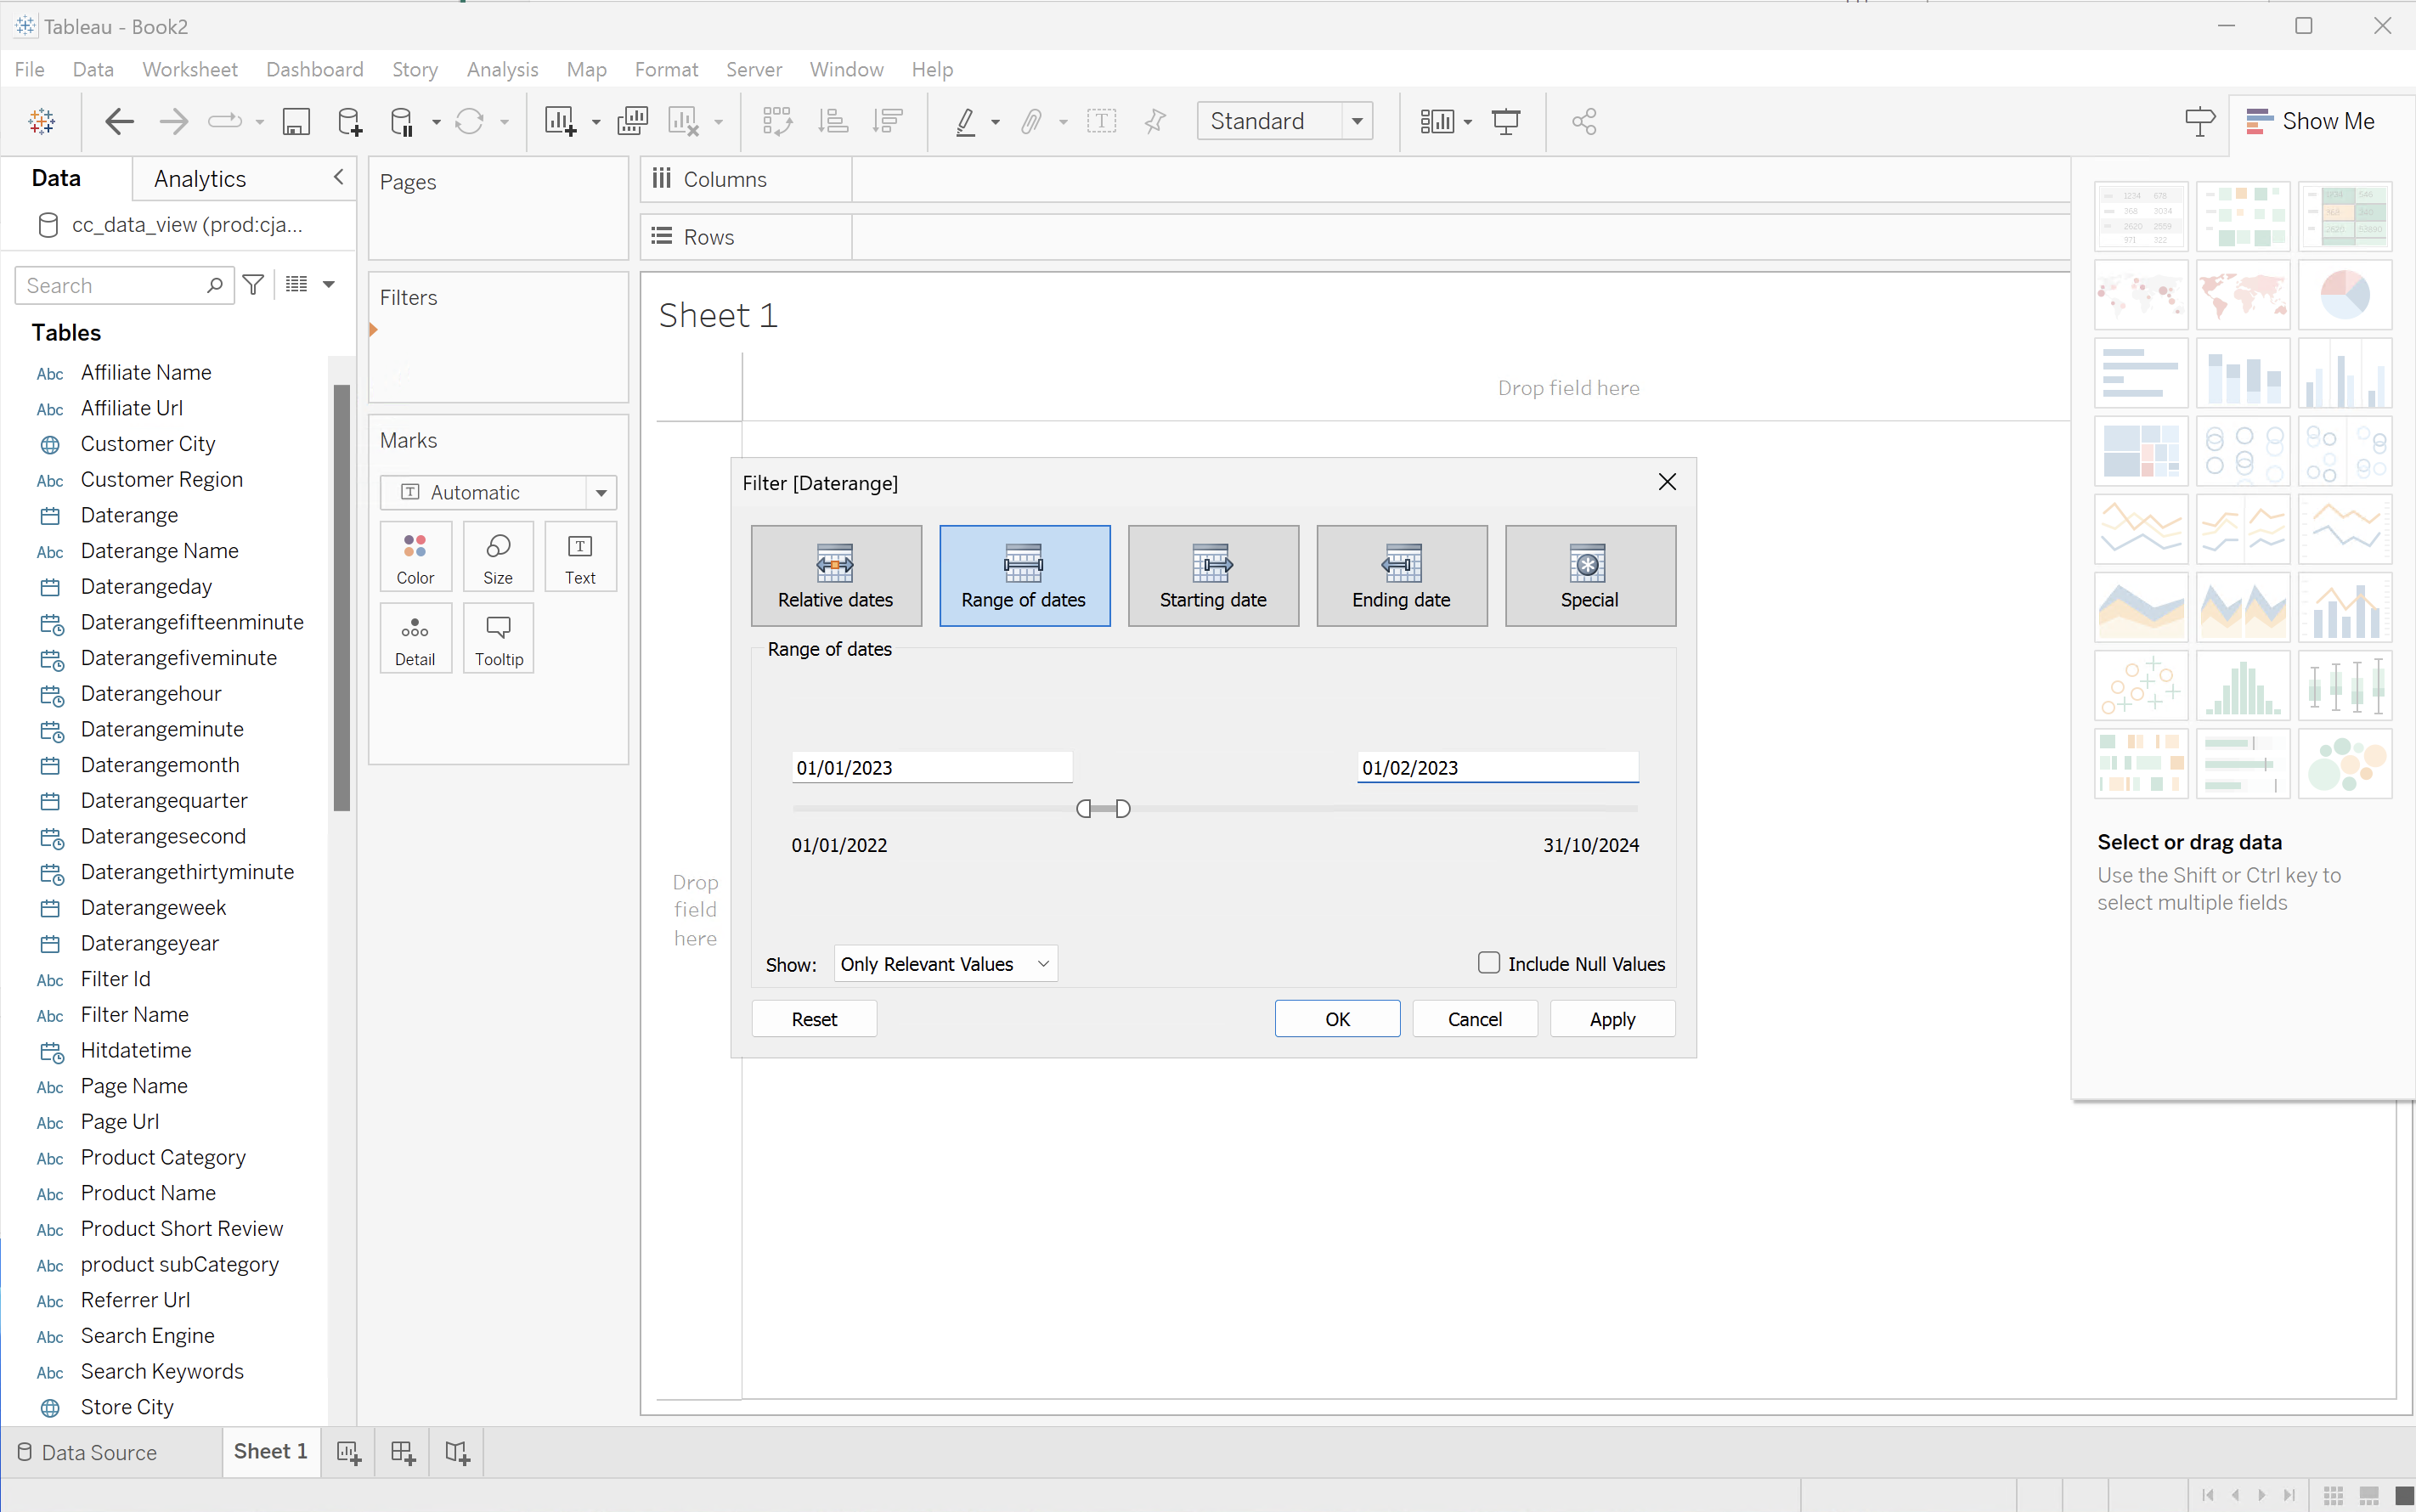 Tableau - Book2
File Data Worksheet Dashboard Story Analysis Map Format Server Window Help
Standard
Show Me
Data Analytics
cc_data_view (prod:cja...
Search
Tables
Abc Affiliate Name
Abc Affiliate Url
Customer City
Abc Customer Region
Daterange
Abc Daterange Name
Daterangeday
Daterangefifteenminute
Daterangefiveminute
Daterangehour
Daterangeminute
Daterangemonth
Daterangequarter
Daterangesecond
Daterangethirtyminute
Daterangeweek
Daterangeyear
Abc Filter Id
Abc Filter Name
Hitdatetime
Abc Page Name
Abc Page Url
Abc Product Category
Abc Product Name
Abc Product Short Review
Abc product subCategory
Abc Referrer Url
Abc Search Engine
Abc Search Keywords
Store City
Pages
Filters
Marks
Automatic
Color Size Text
Detail Tooltip
Columns
Rows
Sheet 1
Drop field here
Drop
field
here
Filter [Daterange]
Relative dates Range of dates Starting date Ending date Special
Range of dates
01/01/2023 01/02/2023
01/01/2022 31/10/2024
Show: Only Relevant Values Include Null Values
Reset OK Cancel Apply
Select or drag data
Use the Shift or Ctrl key to
select multiple fields
Data Source Sheet 1